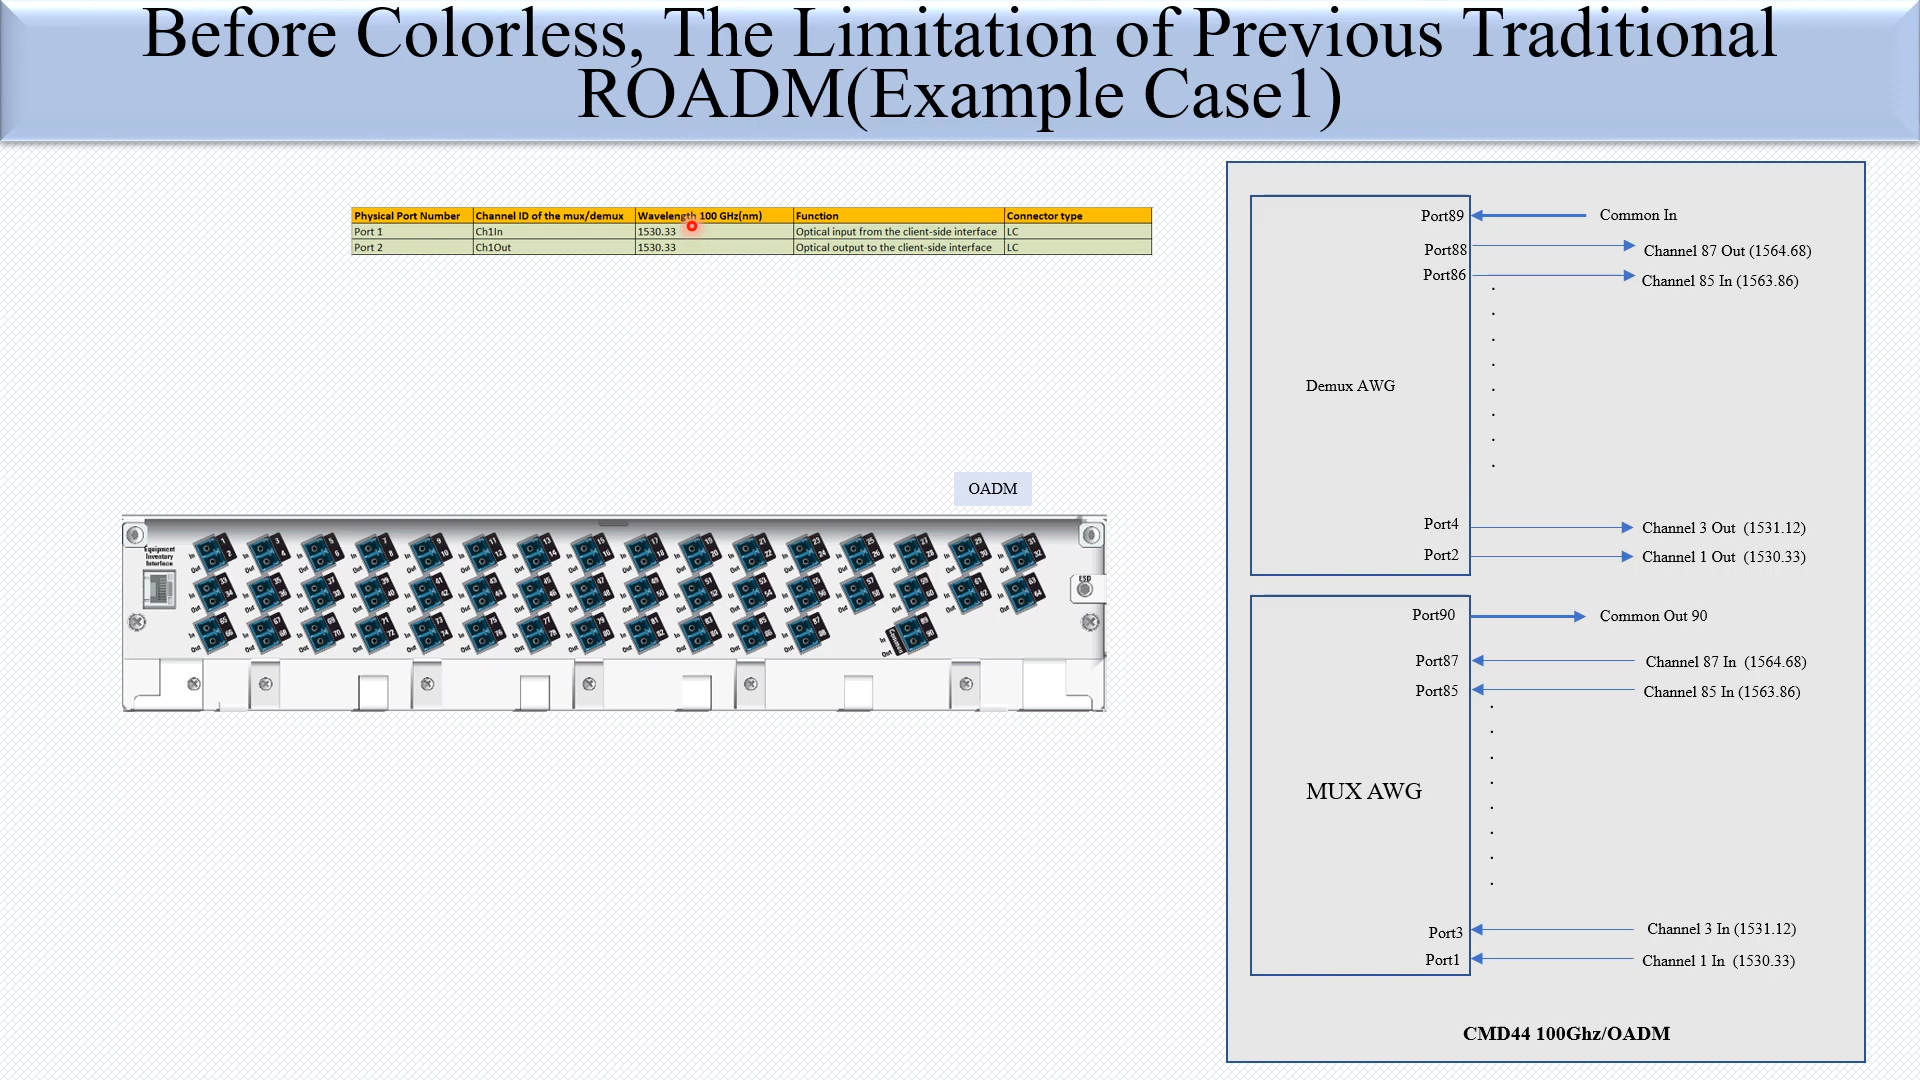 Before Colorless, The Limitation of Previous Traditional
ROADM(Example Case1)
Physical Port Number Channel ID of the mux/demux Wavelength 100 GHz(nm) Function Connector type
Port 1 Ch1In 1530.33 Optical input from the client-side interface LC
Port 2 Ch1Out 1530.33 Optical output to the client-side interface LC
OADM
Equipment
Inventory
Interface
ESD
Port89 Common In
Port88 Channel 87 Out (1564.68)
Port86 Channel 85 In (1563.86)
Demux AWG
Port4 Channel 3 Out (1531.12)
Port2 Channel 1 Out (1530.33)
Port90 Common Out 90
Port87 Channel 87 In (1564.68)
Port85 Channel 85 In (1563.86)
MUX AWG
Port3 Channel 3 In (1531.12)
Port1 Channel 1 In (1530.33)
CMD44 100Ghz/OADM